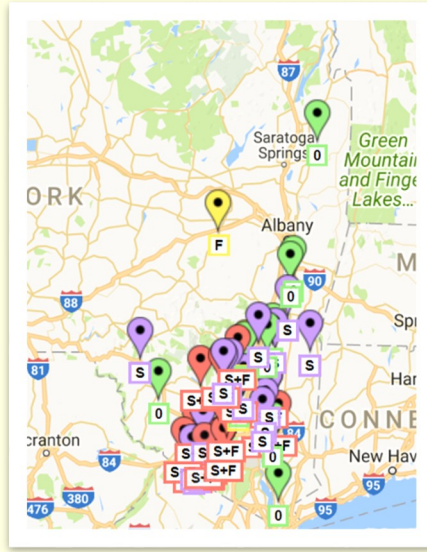 87
Saratoga
Springs
0
Green
Mountain
and Finge
Lakes...
ORK
F
Albany
90
0
88
S
M
Spr
S
S
S
81
S+F
0
S
S+
S
S
Har
0
S
CONNE
cranton
84
S
S
S
S+F
+F
84
0
New Hav
S
S+F
S+
95
380
476
0
95